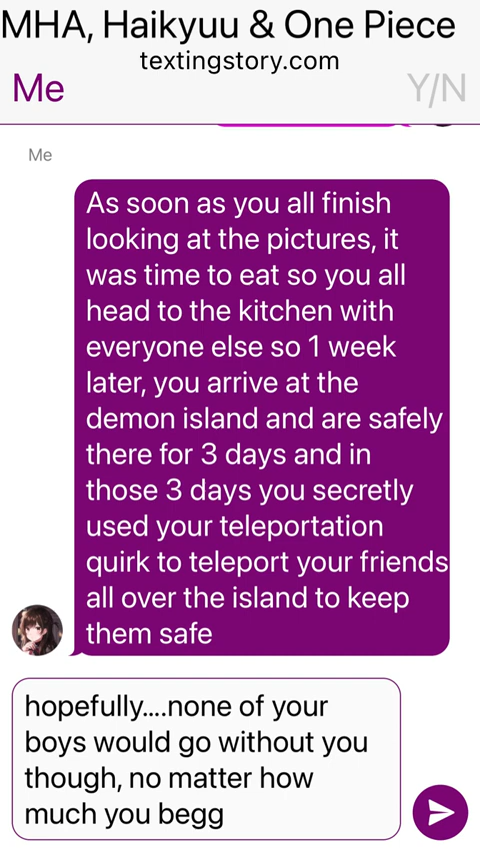 MHA, Haikyuu & One Piece
textingstory.com
Me
Y/N
Me
As soon as you all finish
looking at the pictures, it
was time to eat so you all
head to the kitchen with
everyone else so 1 week
later, you arrive at the
demon island and are safely
there for 3 days and in
those 3 days you secretly
used your teleportation
quirk to teleport your friends
all over the island to keep
them safe
hopefully....none of your
boys would go without you
though, no matter how
much you begg